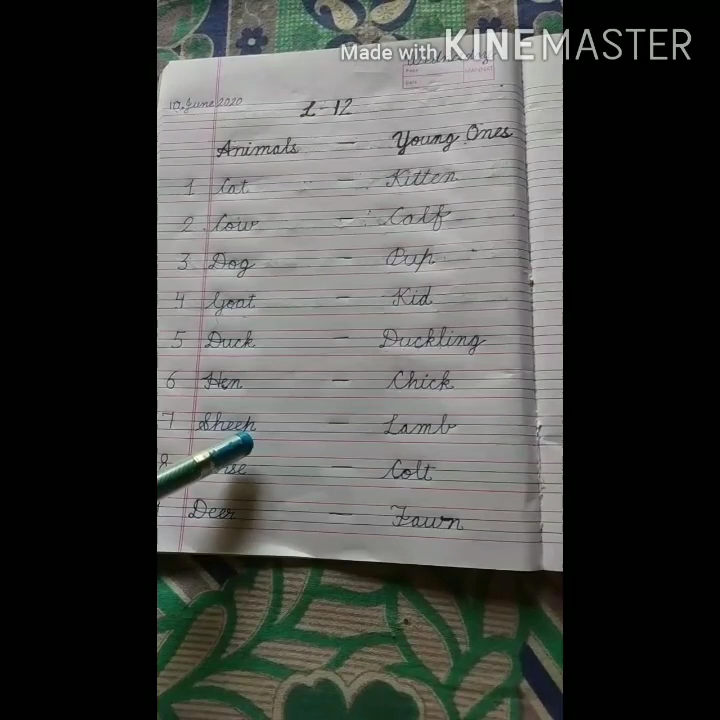 Made with KINEMASTER
10, June 2020
L-12
Animals — Young Ones
1 Cat — Kitten
2 Cow — Calf
3 Dog — Pup
4 Goat — Kid
5 Duck — Duckling
6 Hen — Chick
7 Sheep — Lamb
8 — Colt
Deer — Fawn